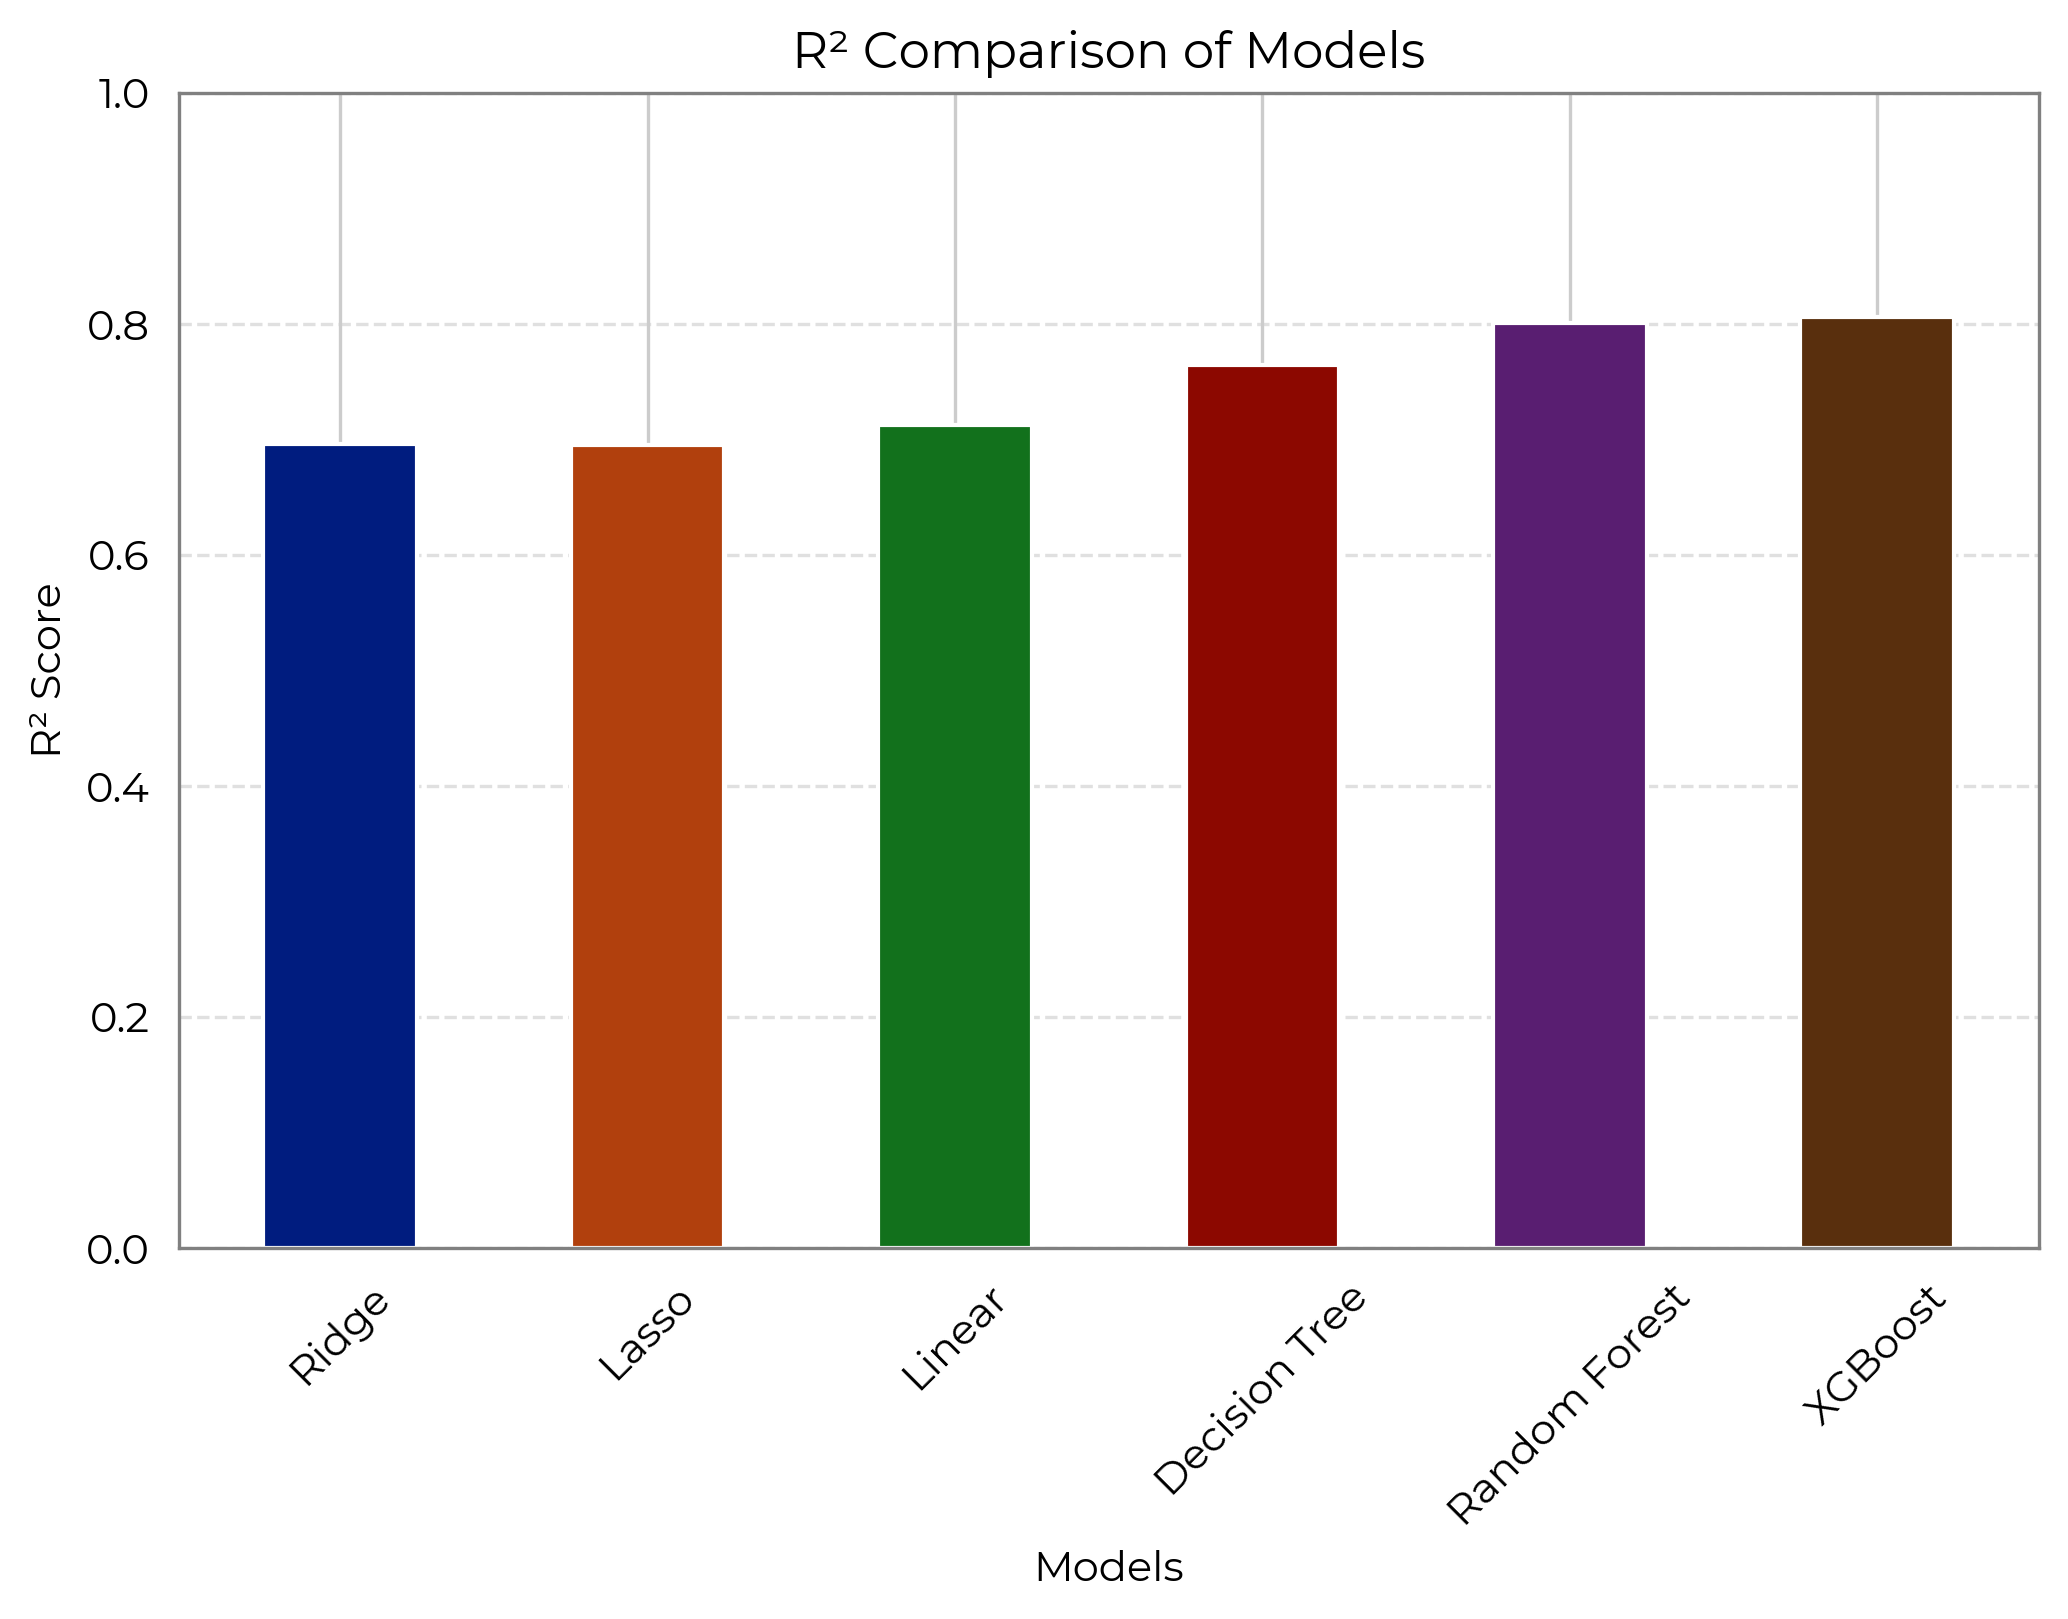 R² Comparison of Models
1.0
0.8
0.6
0.4
0.2
0.0
R² Score
Ridge
Lasso
Linear
Decision Tree
Random Forest
XGBoost
Models